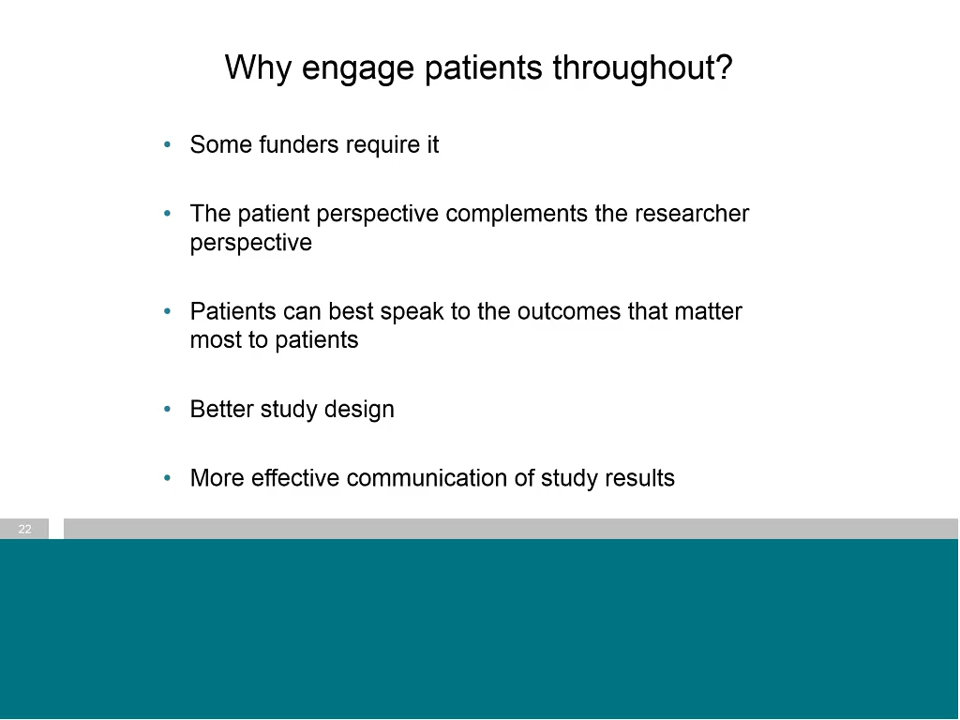 Why engage patients throughout?
• Some funders require it
• The patient perspective complements the researcher
perspective
• Patients can best speak to the outcomes that matter
most to patients
• Better study design
• More effective communication of study results
22